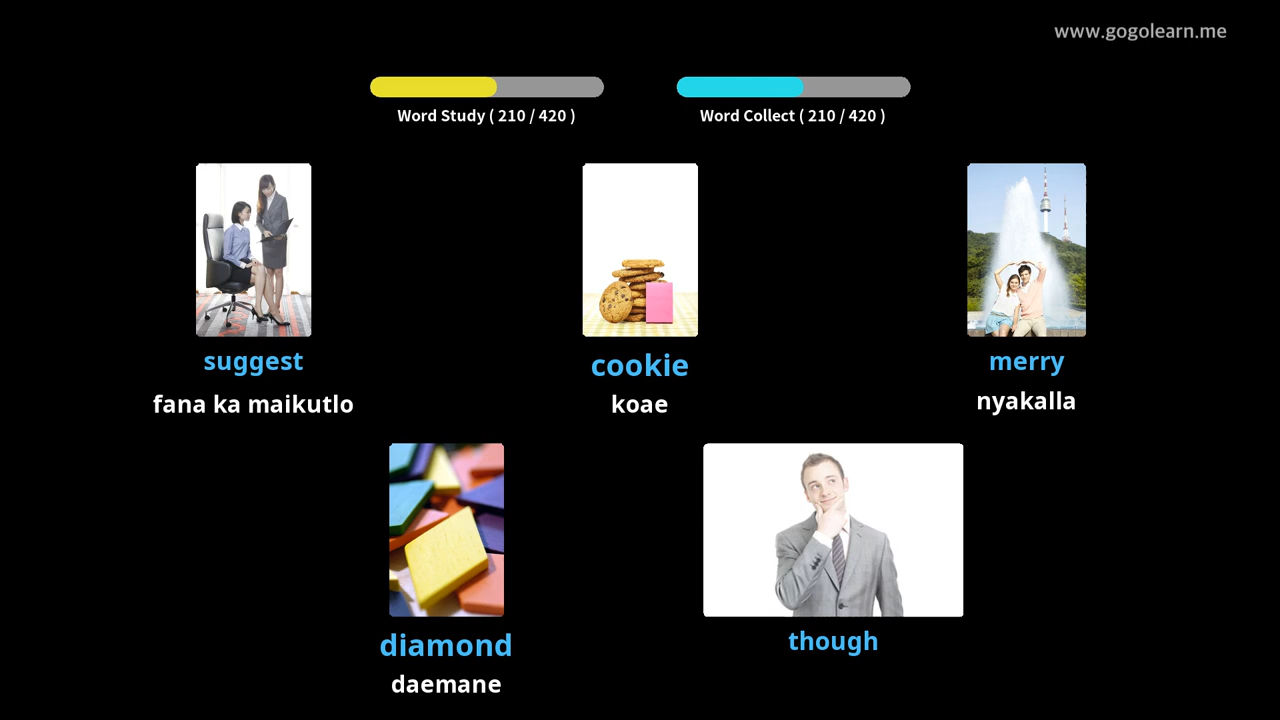 www.gogolearn.me
Word Study ( 210 / 420 )
Word Collect ( 210 / 420 )
suggest
fana ka maikutlo
cookie
koae
merry
nyakalla
diamond
daemane
though